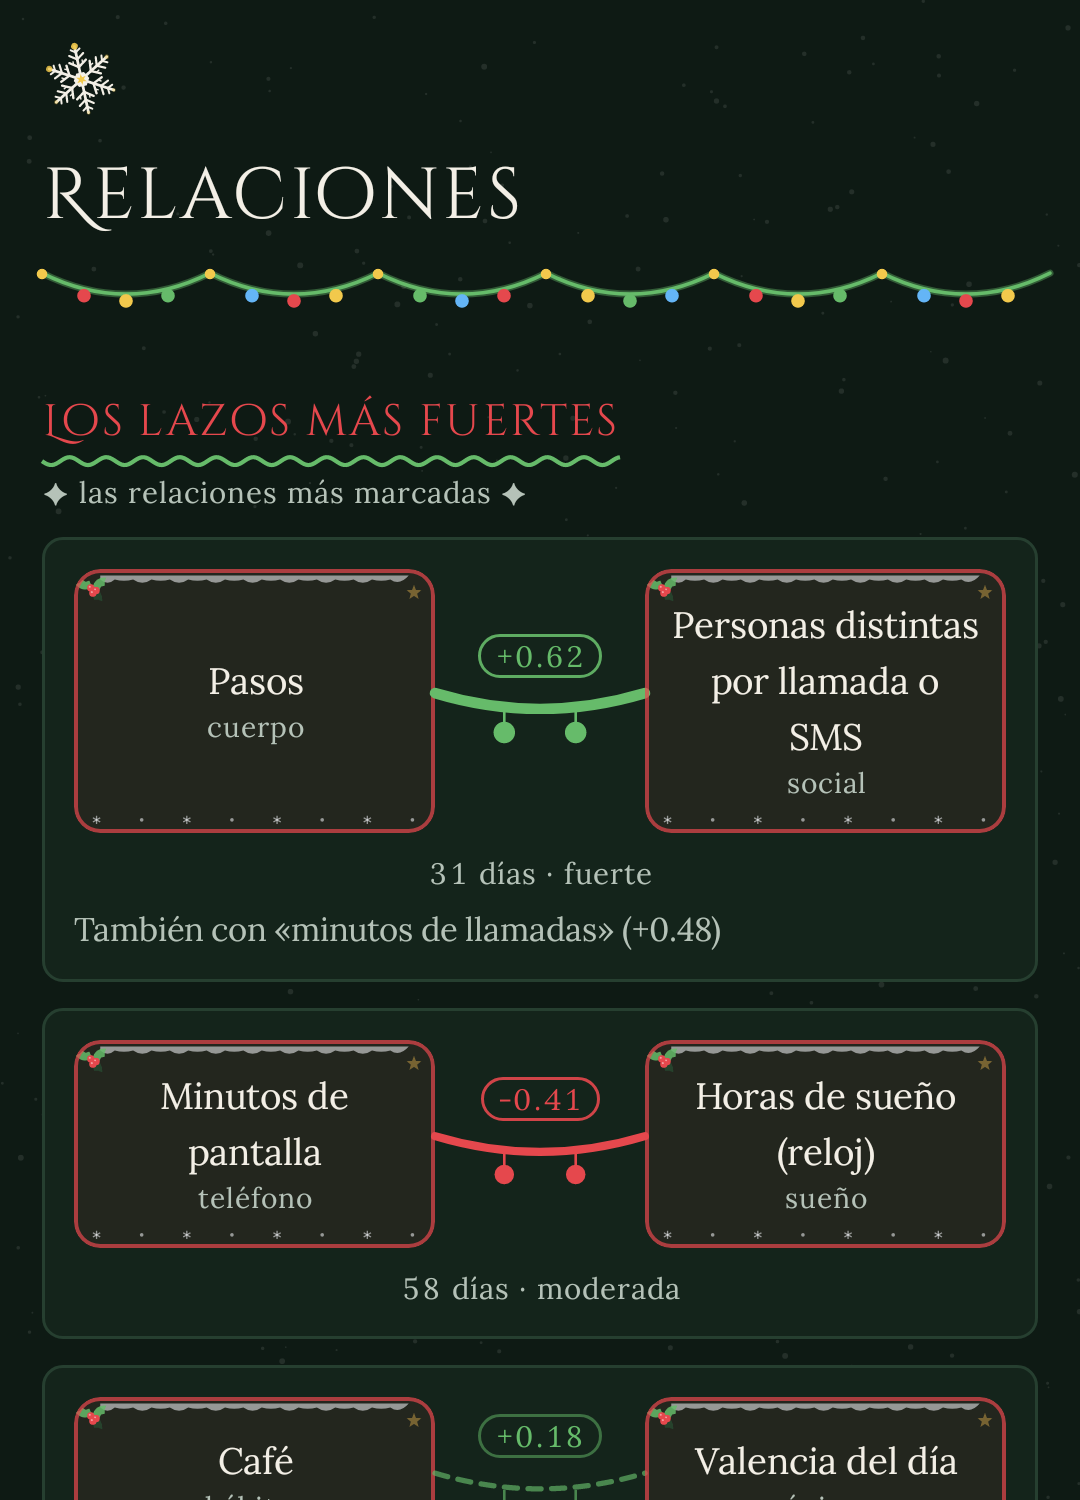 Relaciones
Los lazos más fuertes
las relaciones más marcadas
Pasos
cuerpo
+0.62
Personas distintas
por llamada o
SMS
social
31 días · fuerte
También con «minutos de llamadas» (+0.48)
Minutos de
pantalla
teléfono
-0.41
Horas de sueño
(reloj)
sueño
58 días · moderada
Café
+0.18
Valencia del día